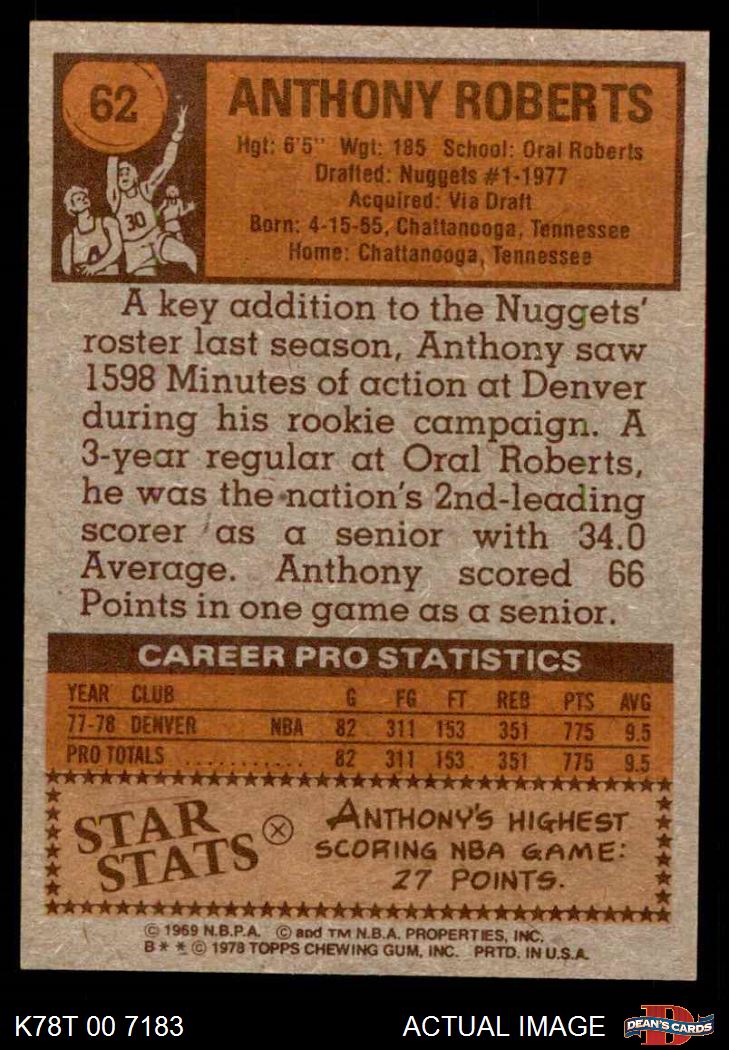 62
ANTHONY ROBERTS
Hgt: 6'5" Wgt: 185 School: Oral Roberts
Drafted: Nuggets #1-1977
Acquired: Via Draft
Born: 4-15-55, Chattanooga, Tennessee
Home: Chattanooga, Tennessee
30
A
A key addition to the Nuggets'
roster last season, Anthony saw
1598 Minutes of action at Denver
during his rookie campaign. A
3-year regular at Oral Roberts,
he was the nation's 2nd-leading
scorer as a senior with 34.0
Average. Anthony scored 66
Points in one game as a senior.
CAREER PRO STATISTICS
YEAR CLUB G FG FT REB PTS AVG
77-78 DENVER NBA 82 311 153 351 775 9.5
PRO TOTALS ........... 82 311 153 351 775 9.5
STAR STATS
ANTHONY'S HIGHEST
SCORING NBA GAME:
27 POINTS.
© 1969 N.B.P.A. © and TM N.B.A. PROPERTIES, INC.
B * * © 1978 TOPPS CHEWING GUM, INC. PRTD. IN U.S.A.
K78T 00 7183 ACTUAL IMAGE
D
DEAN'S CARDS